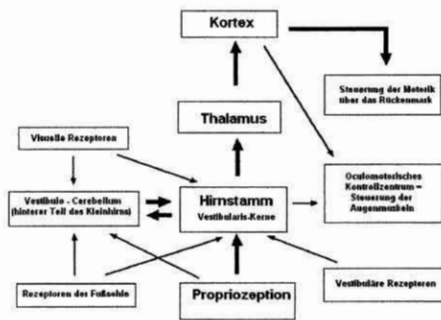 Kortex
Steuerung der Motorik
über das Rückenmark
Thalamus
Visuelle Rezeptoren
Vestibulo - Cerebellum
(hinterer Teil des Kleinhirns)
Hirnstamm
Vestibularis-Kerne
Oculomotorisches
Kontrollzentrum –
Steuerung der
Augenmuskeln
Rezeptoren der Fußsohle
Propriozeption
Vestibuläre Rezeptoren